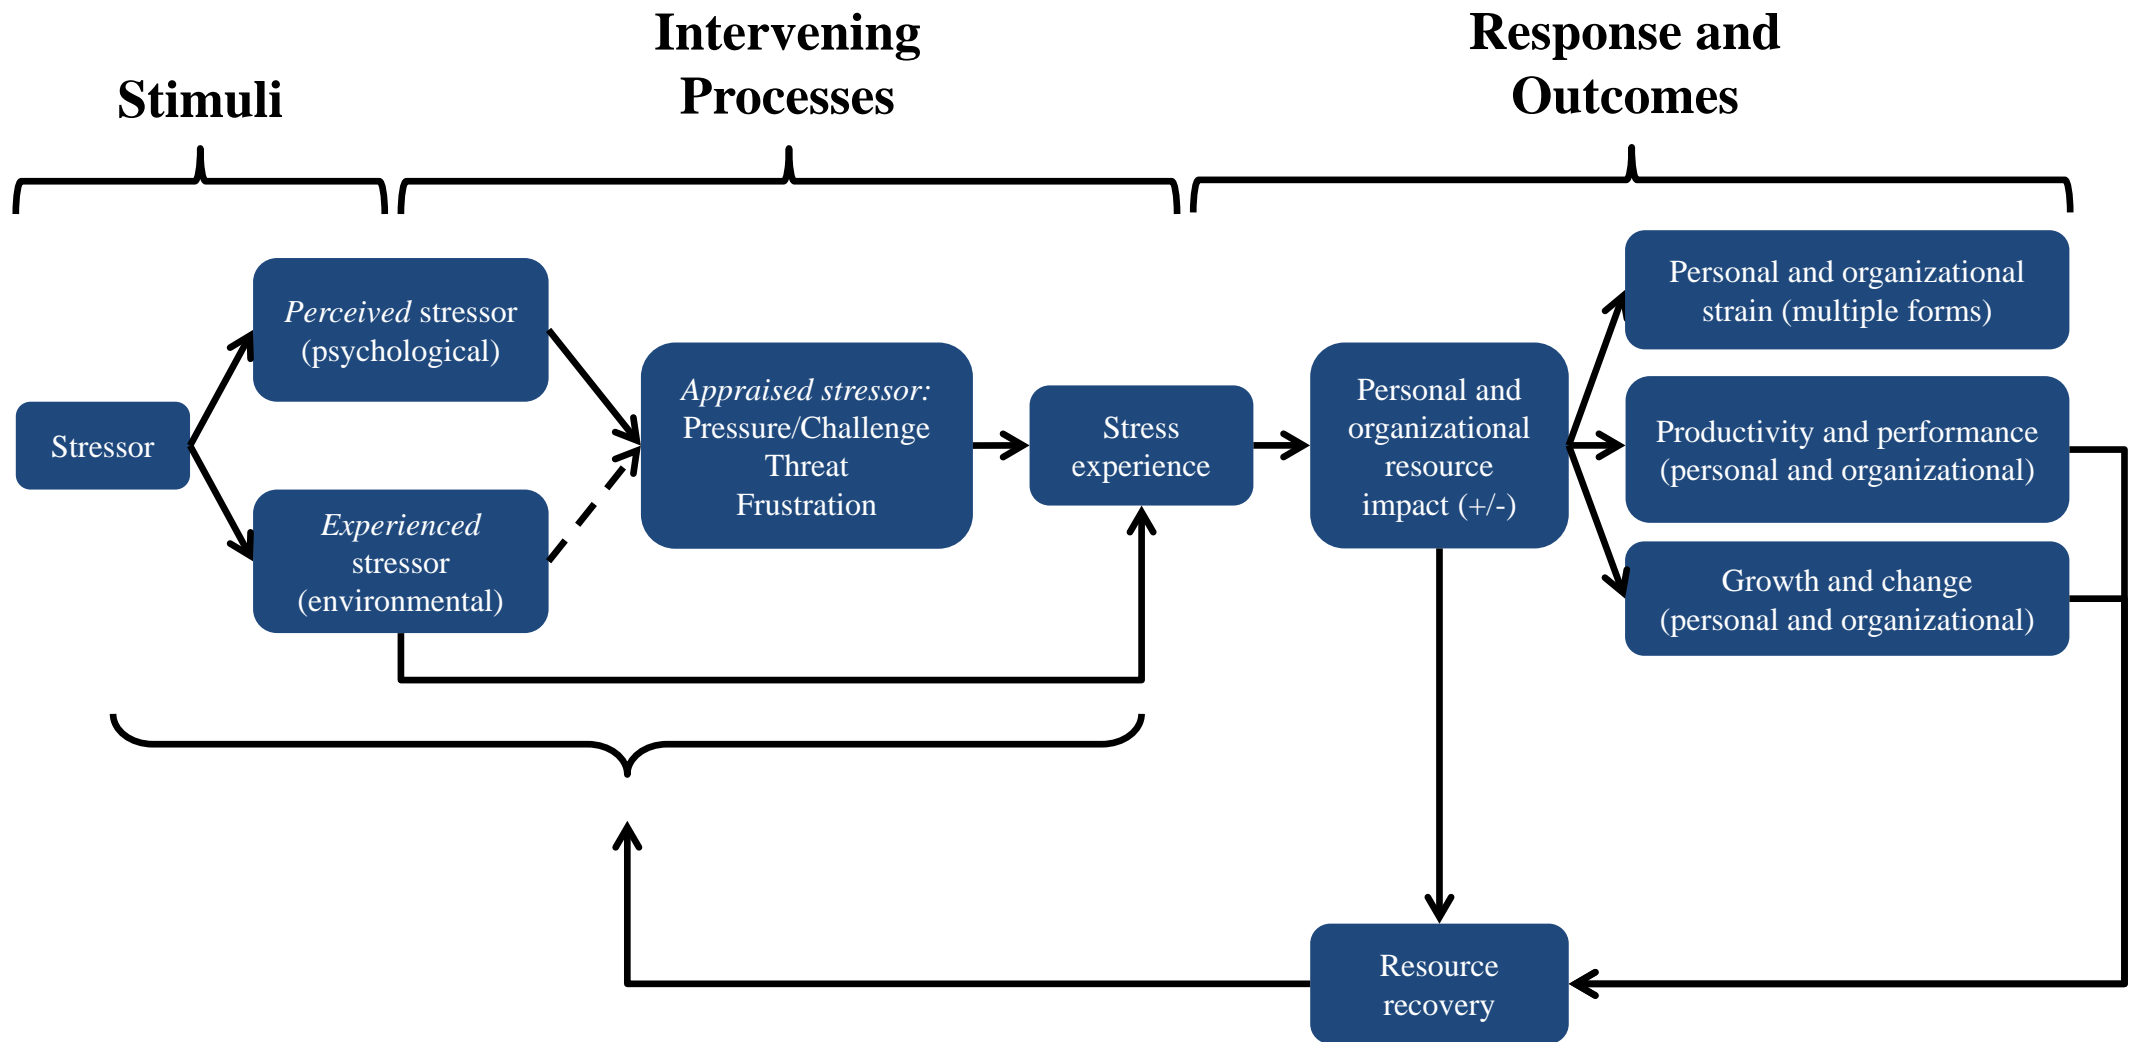 Stimuli
Intervening
Processes
Response and
Outcomes
Stressor
Perceived stressor
(psychological)
Experienced
stressor
(environmental)
Appraised stressor:
Pressure/Challenge
Threat
Frustration
Stress
experience
Personal and
organizational
resource
impact (+/-)
Personal and organizational
strain (multiple forms)
Productivity and performance
(personal and organizational)
Growth and change
(personal and organizational)
Resource
recovery